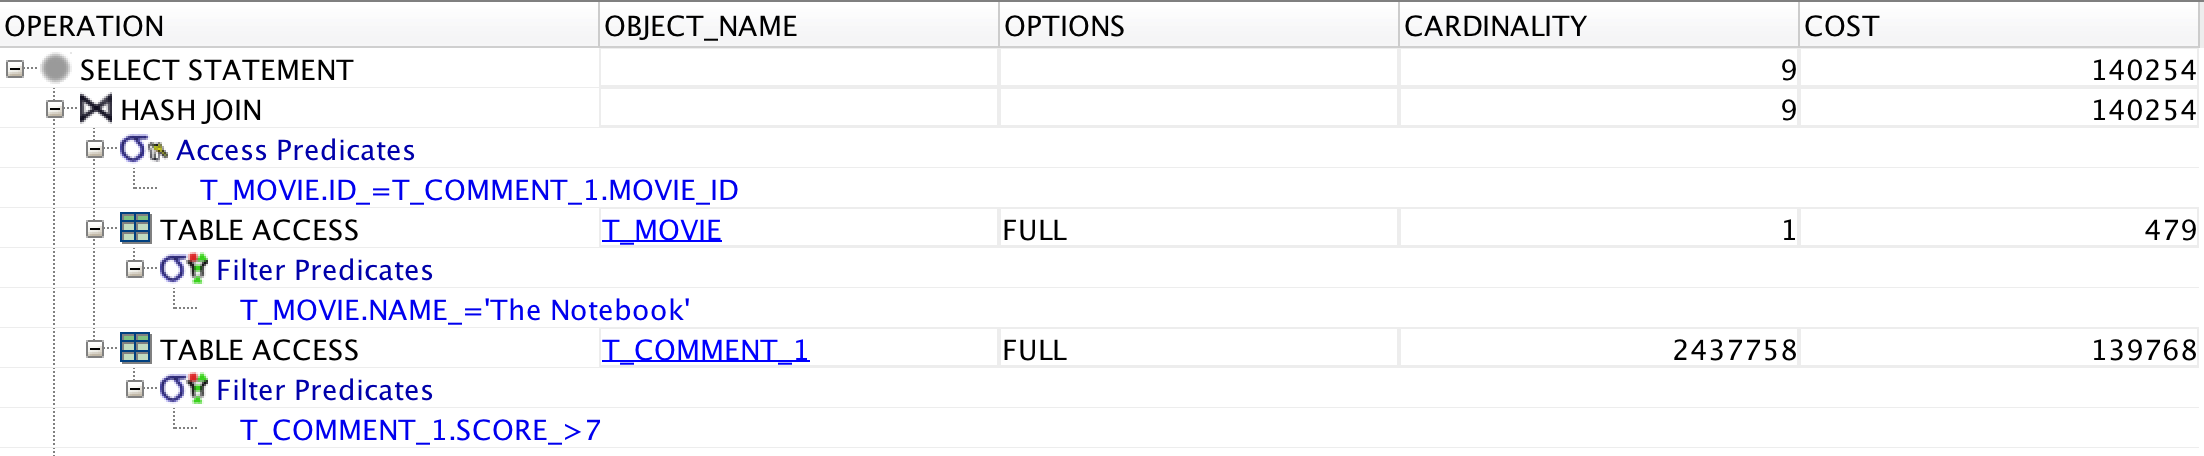 OPERATION OBJECT_NAME OPTIONS CARDINALITY COST
SELECT STATEMENT 9 140254
HASH JOIN 9 140254
Access Predicates
T_MOVIE.ID_=T_COMMENT_1.MOVIE_ID
TABLE ACCESS T_MOVIE FULL 1 479
Filter Predicates
T_MOVIE.NAME_='The Notebook'
TABLE ACCESS T_COMMENT_1 FULL 2437758 139768
Filter Predicates
T_COMMENT_1.SCORE_>7